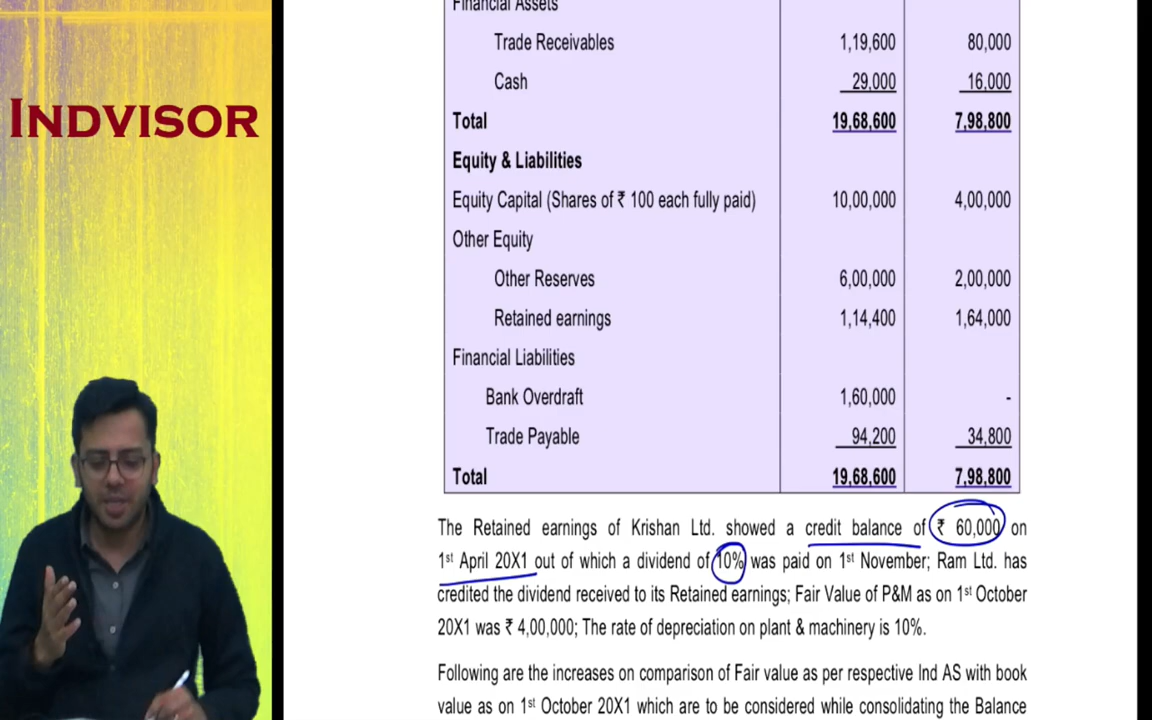 INDVISOR
Financial Assets
Trade Receivables 1,19,600 80,000
Cash 29,000 16,000
Total 19,68,600 7,98,800
Equity & Liabilities
Equity Capital (Shares of ₹ 100 each fully paid) 10,00,000 4,00,000
Other Equity
Other Reserves 6,00,000 2,00,000
Retained earnings 1,14,400 1,64,000
Financial Liabilities
Bank Overdraft 1,60,000 -
Trade Payable 94,200 34,800
Total 19,68,600 7,98,800
The Retained earnings of Krishan Ltd. showed a credit balance of ₹ 60,000 on
1st April 20X1 out of which a dividend of 10% was paid on 1st November; Ram Ltd. has
credited the dividend received to its Retained earnings; Fair Value of P&M as on 1st October
20X1 was ₹ 4,00,000; The rate of depreciation on plant & machinery is 10%.
Following are the increases on comparison of Fair value as per respective Ind AS with book
value as on 1st October 20X1 which are to be considered while consolidating the Balance